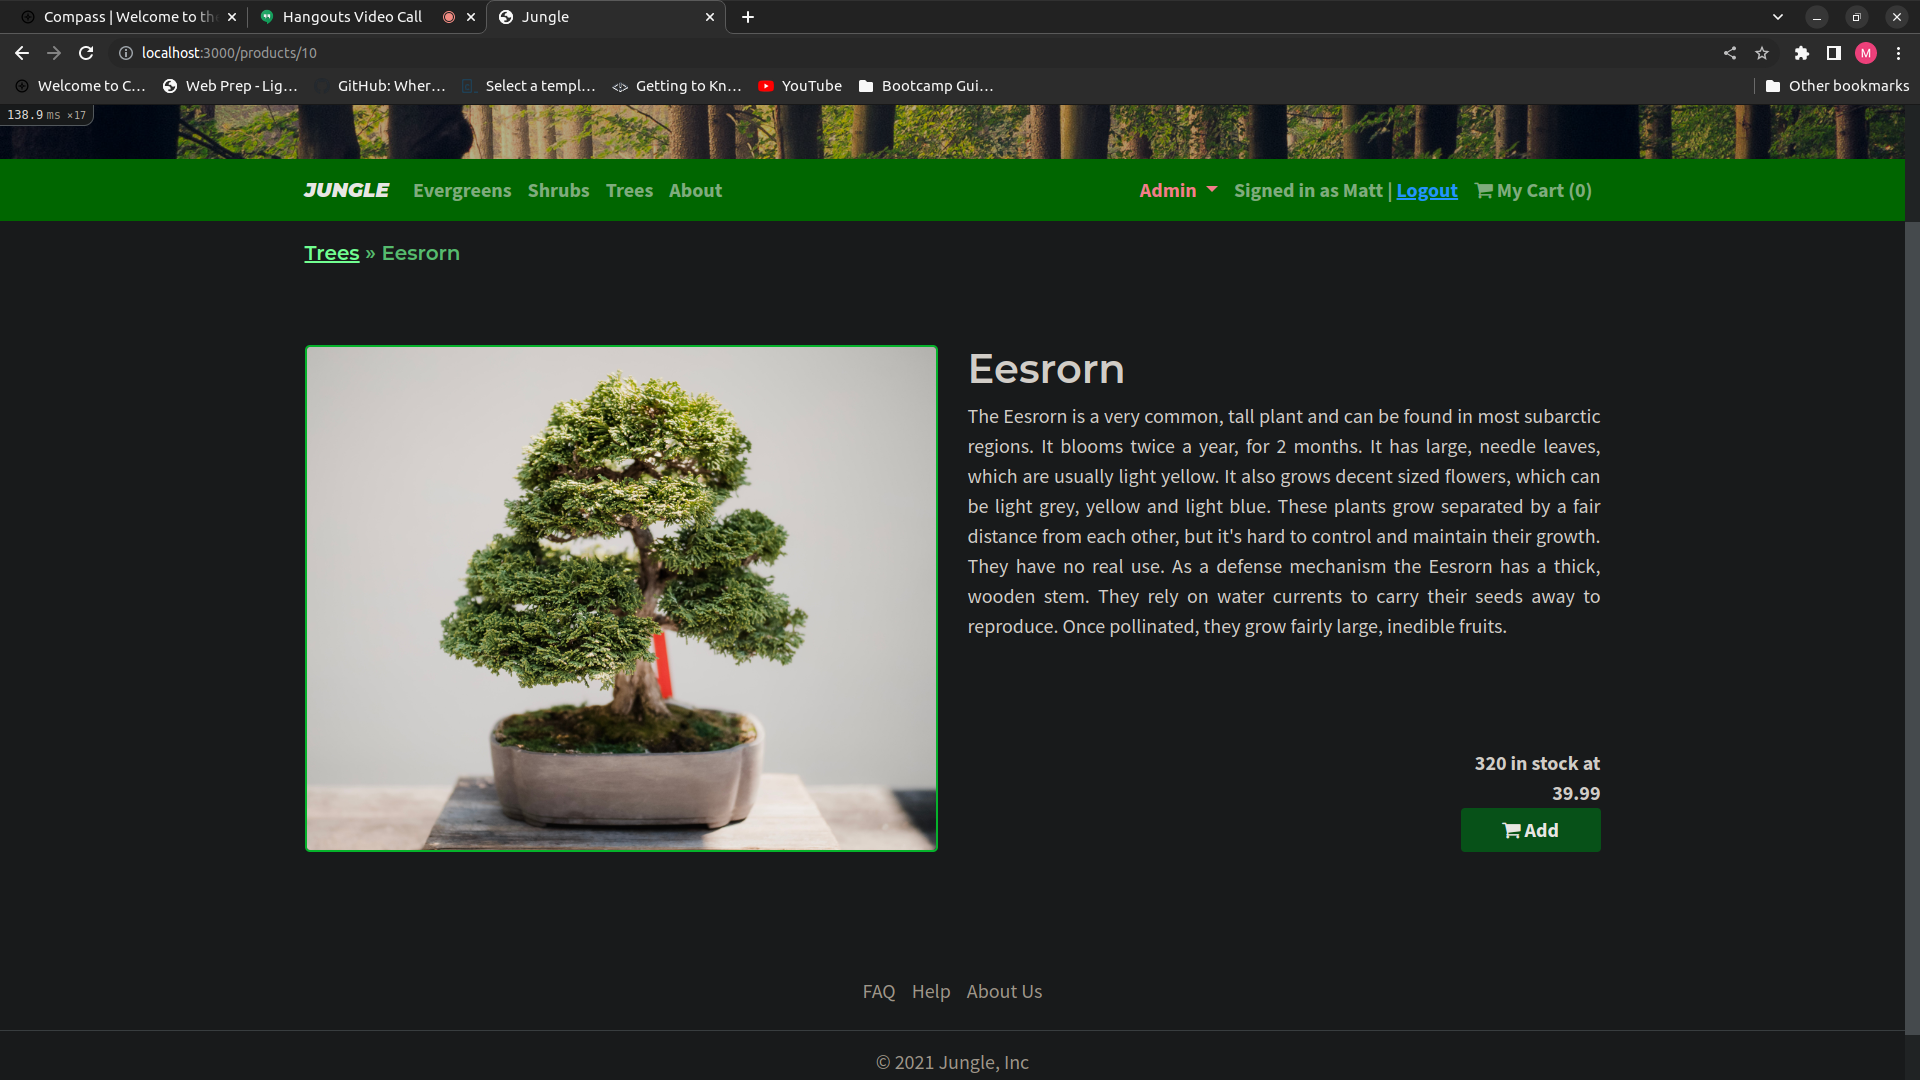 Compass | Welcome to th
Hangouts Video Call
Jungle
localhost:3000/products/10
M
Welcome to C...
Web Prep - Lig...
GitHub: Wher...
Select a templ...
Getting to Kn...
YouTube
Bootcamp Gui...
Other bookmarks
138.9 ms ×17
JUNGLE Evergreens Shrubs Trees About
Admin Signed in as Matt | Logout My Cart (0)
Trees » Eesrorn
Eesrorn
The Eesrorn is a very common, tall plant and can be found in most subarctic
regions. It blooms twice a year, for 2 months. It has large, needle leaves,
which are usually light yellow. It also grows decent sized flowers, which can
be light grey, yellow and light blue. These plants grow separated by a fair
distance from each other, but it's hard to control and maintain their growth.
They have no real use. As a defense mechanism the Eesrorn has a thick,
wooden stem. They rely on water currents to carry their seeds away to
reproduce. Once pollinated, they grow fairly large, inedible fruits.
320 in stock at
39.99
Add
FAQ Help About Us
© 2021 Jungle, Inc